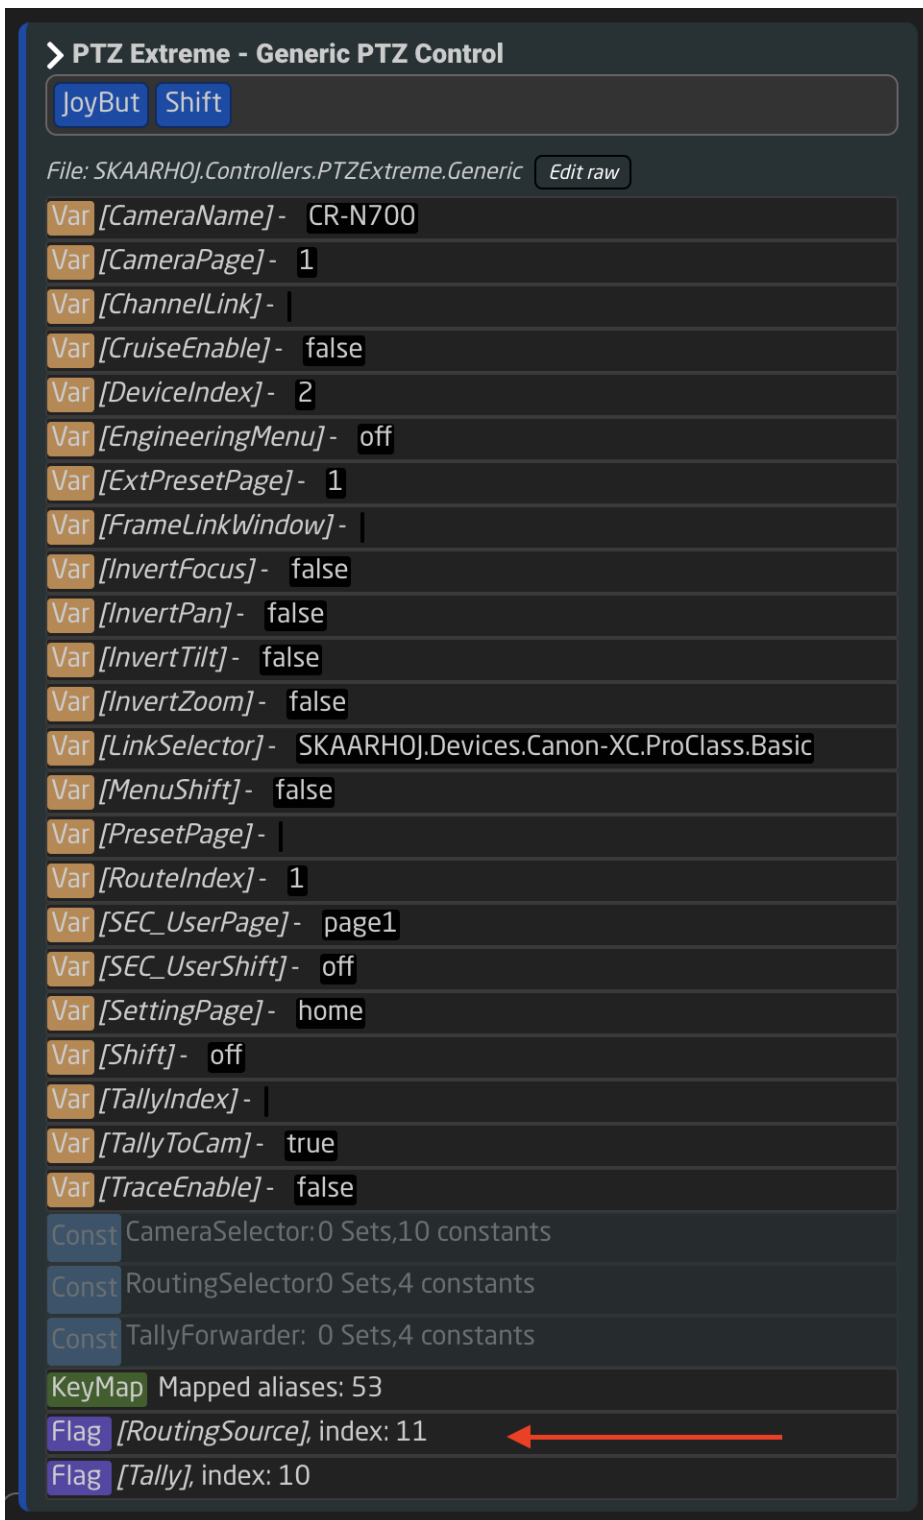 PTZ Extreme - Generic PTZ Control
JoyBut Shift
File: SKAARHOJ.Controllers.PTZExtreme.Generic Edit raw
Var [CameraName] - CR-N700
Var [CameraPage] - 1
Var [ChannelLink] -
Var [CruiseEnable] - false
Var [DeviceIndex] - 2
Var [EngineeringMenu] - off
Var [ExtPresetPage] - 1
Var [FrameLinkWindow] -
Var [InvertFocus] - false
Var [InvertPan] - false
Var [InvertTilt] - false
Var [InvertZoom] - false
Var [LinkSelector] - SKAARHOJ.Devices.Canon-XC.ProClass.Basic
Var [MenuShift] - false
Var [PresetPage] -
Var [RouteIndex] - 1
Var [SEC_UserPage] - page1
Var [SEC_UserShift] - off
Var [SettingPage] - home
Var [Shift] - off
Var [TallyIndex] -
Var [TallyToCam] - true
Var [TraceEnable] - false
Const CameraSelector: 0 Sets,10 constants
Const RoutingSelector: 0 Sets,4 constants
Const TallyForwarder: 0 Sets,4 constants
KeyMap Mapped aliases: 53
Flag [RoutingSource], index: 11
Flag [Tally], index: 10